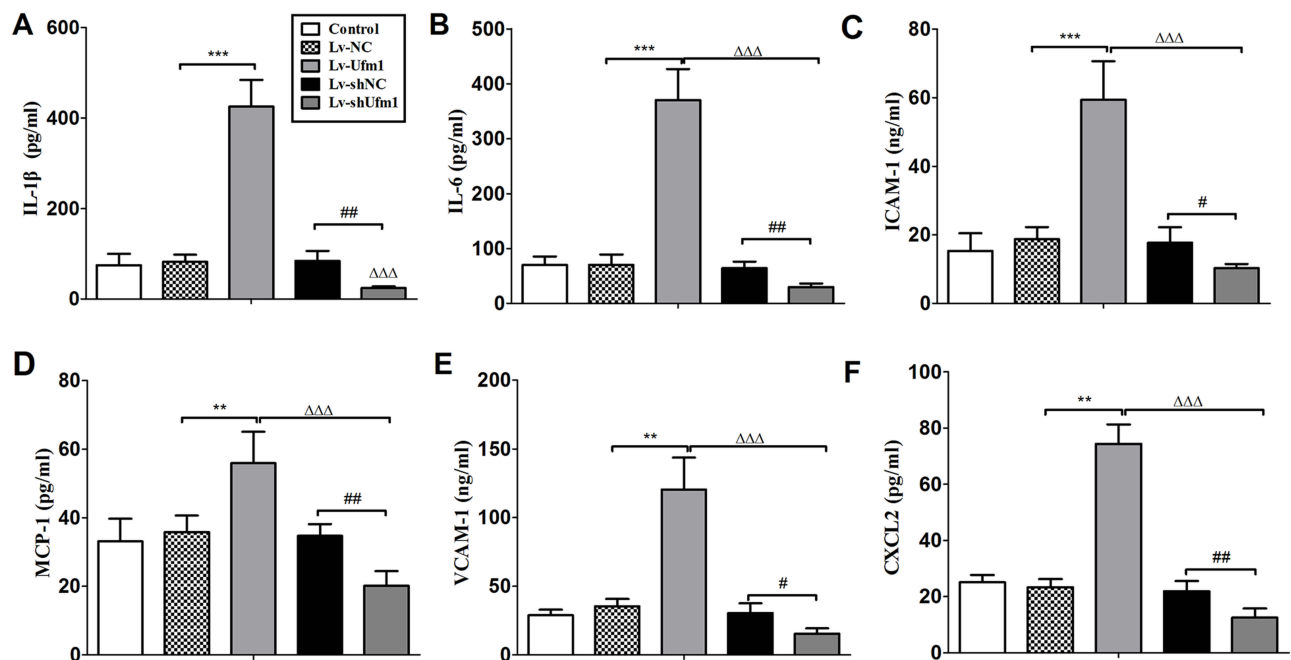 A
IL-1β (pg/ml)
600
400
200
0
***
##
ΔΔΔ
Control
Lv-NC
Lv-Ufm1
Lv-shNC
Lv-shUfm1
B
IL-6 (pg/ml)
500
400
300
200
100
0
***
ΔΔΔ
##
C
ICAM-1 (ng/ml)
80
60
40
20
0
***
ΔΔΔ
#
D
MCP-1 (pg/ml)
80
60
40
20
0
**
ΔΔΔ
##
E
VCAM-1 (ng/ml)
200
150
100
50
0
**
ΔΔΔ
#
F
CXCL2 (pg/ml)
100
80
60
40
20
0
**
ΔΔΔ
##